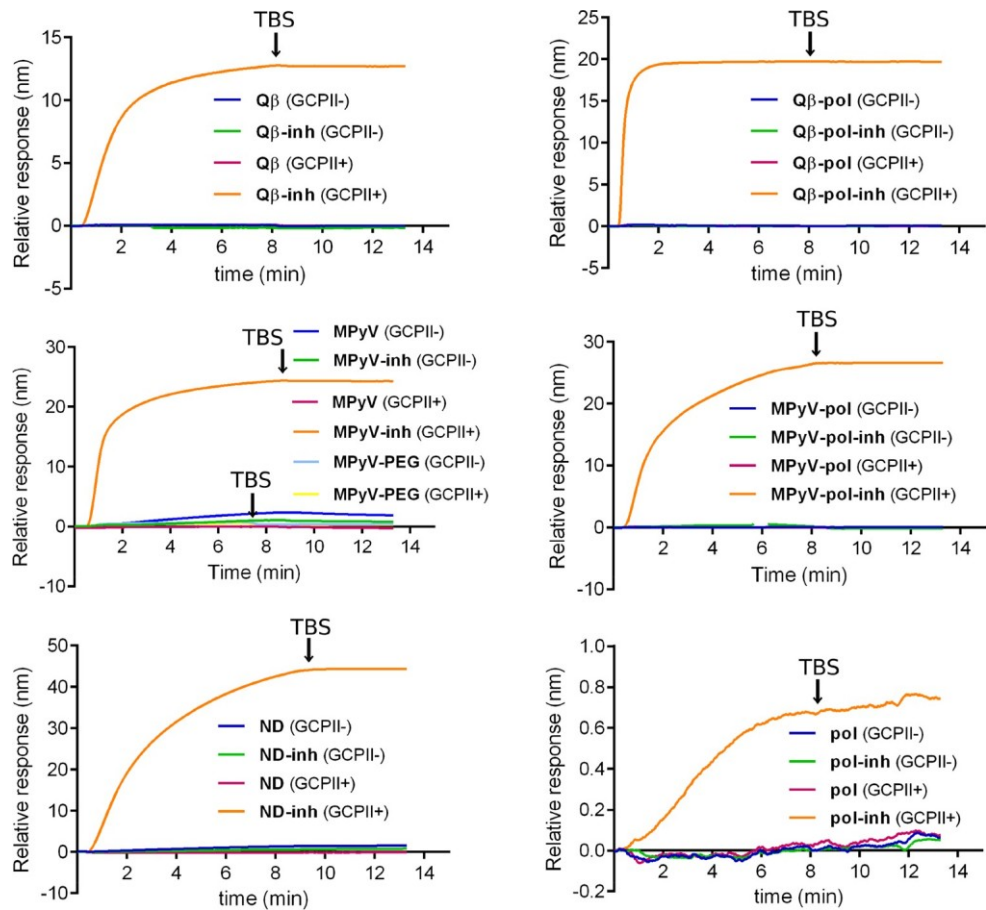 TBS
Relative response (nm)
15
10
5
0
-5
Qβ (GCPII-)
Qβ-inh (GCPII-)
Qβ (GCPII+)
Qβ-inh (GCPII+)
2 4 6 8 10 12 14
time (min)
TBS
Relative response (nm)
25
20
15
10
5
0
-5
Qβ-pol (GCPII-)
Qβ-pol-inh (GCPII-)
Qβ-pol (GCPII+)
Qβ-pol-inh (GCPII+)
2 4 6 8 10 12 14
time (min)
TBS
Relative response (nm)
30
20
10
0
-10
MPyV (GCPII-)
MPyV-inh (GCPII-)
MPyV (GCPII+)
MPyV-inh (GCPII+)
MPyV-PEG (GCPII-)
MPyV-PEG (GCPII+)
TBS
2 4 6 8 10 12 14
Time (min)
TBS
Relative response (nm)
30
20
10
0
-10
MPyV-pol (GCPII-)
MPyV-pol-inh (GCPII-)
MPyV-pol (GCPII+)
MPyV-pol-inh (GCPII+)
2 4 6 8 10 12 14
Time (min)
TBS
Relative response (nm)
50
40
30
20
10
0
-10
ND (GCPII-)
ND-inh (GCPII-)
ND (GCPII+)
ND-inh (GCPII+)
2 4 6 8 10 12 14
time (min)
TBS
Relative response (nm)
1.0
0.8
0.6
0.4
0.2
0.0
-0.2
pol (GCPII-)
pol-inh (GCPII-)
pol (GCPII+)
pol-inh (GCPII+)
2 4 6 8 10 12 14
time (min)